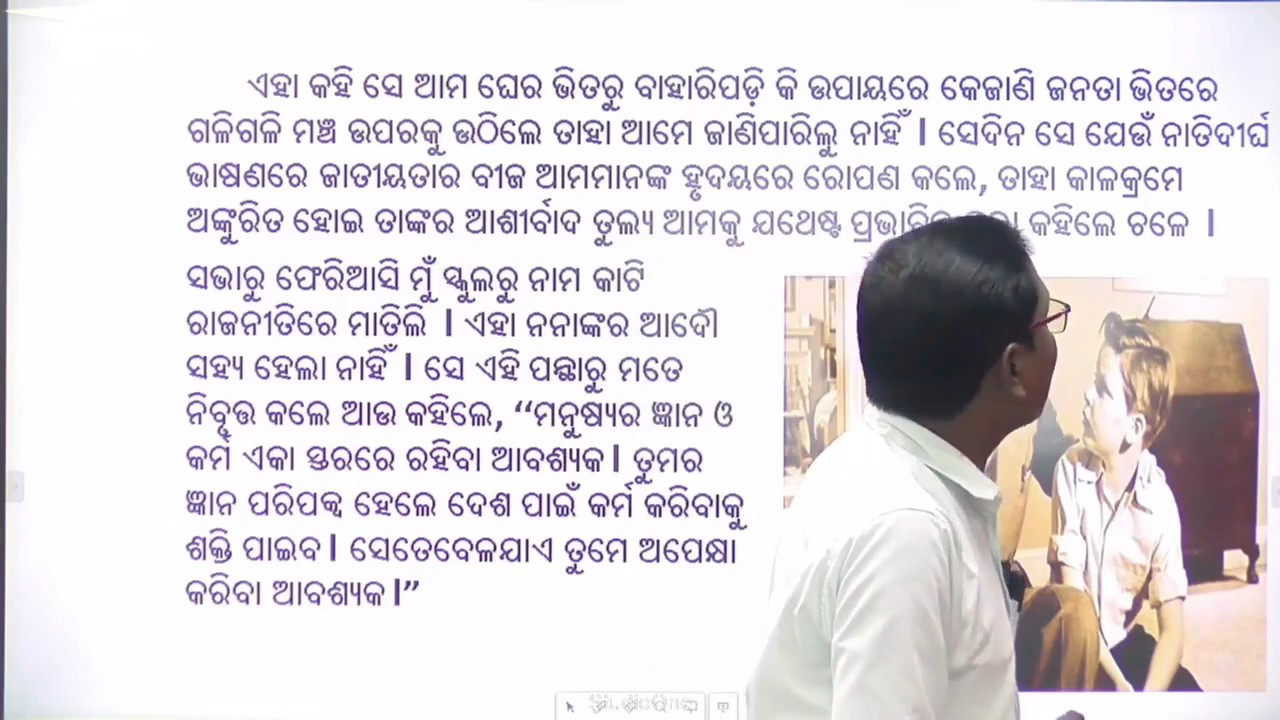 ଏହା କହି ସେ ଆମ ଘେର ଭିତରୁ ବାହାରିପଡ଼ି କି ଉପାୟରେ କେଜାଣି ଜନତା ଭିତରେ
ଗଳିଗଳି ମଞ୍ଚ ଉପରକୁ ଉଠିଲେ ତାହା ଆମେ ଜାଣିପାରିଲୁ ନାହିଁ । ସେଦିନ ସେ ଯେଉଁ ନାତିଦୀର୍ଘ
ଭାଷଣରେ ଜାତୀୟତାର ବୀଜ ଆମମାନଙ୍କ ହୃଦୟରେ ରୋପଣ କଲେ, ତାହା କାଳକ୍ରମେ
ଅଙ୍କୁରିତ ହୋଇ ତାଙ୍କର ଆଶୀର୍ବାଦ ତୁଲ୍ୟ ଆମକୁ ଯଥେଷ୍ଟ କହିଲେ ଚଳେ ।
ସଭାରୁ ଫେରିଆସି ମୁଁ ସ୍କୁଲରୁ ନାମ କାଟି
ରାଜନୀତିରେ ମାତିଲି । ଏହା ନନାଙ୍କର ଆଦୌ
ସହ୍ୟ ହେଲା ନାହିଁ । ସେ ଏହି ପନ୍ଥାରୁ ମତେ
ନିବୃତ୍ତ କଲେ ଆଉ କହିଲେ, “ମନୁଷ୍ୟର ଜ୍ଞାନ ଓ
କର୍ମ ଏକା ସ୍ତରରେ ରହିବା ଆବଶ୍ୟକ। ତୁମର
ଜ୍ଞାନ ପରିପକ୍ୱ ହେଲେ ଦେଶ ପାଇଁ କର୍ମ କରିବାକୁ
ଶକ୍ତି ପାଇବ। ସେତେବେଳଯାଏ ତୁମେ ଅପେକ୍ଷା
କରିବା ଆବଶ୍ୟକ।”